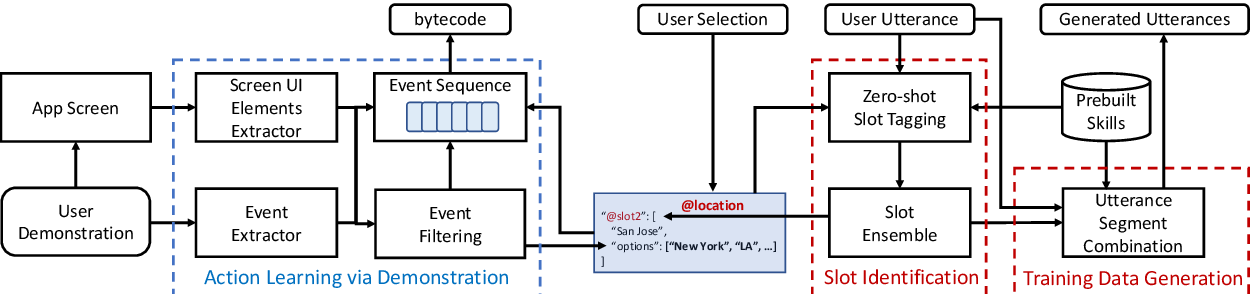 bytecode
User Selection
User Utterance
Generated Utterances
App Screen
Screen UI
Elements
Extractor
Event Sequence
Zero-shot
Slot Tagging
Prebuilt
Skills
User
Demonstration
Event
Extractor
Event
Filtering
@location
“@slot2”: [
“San Jose”,
“options”: [“New York”, “LA”, …]
]
Slot
Ensemble
Utterance
Segment
Combination
Action Learning via Demonstration
Slot Identification
Training Data Generation